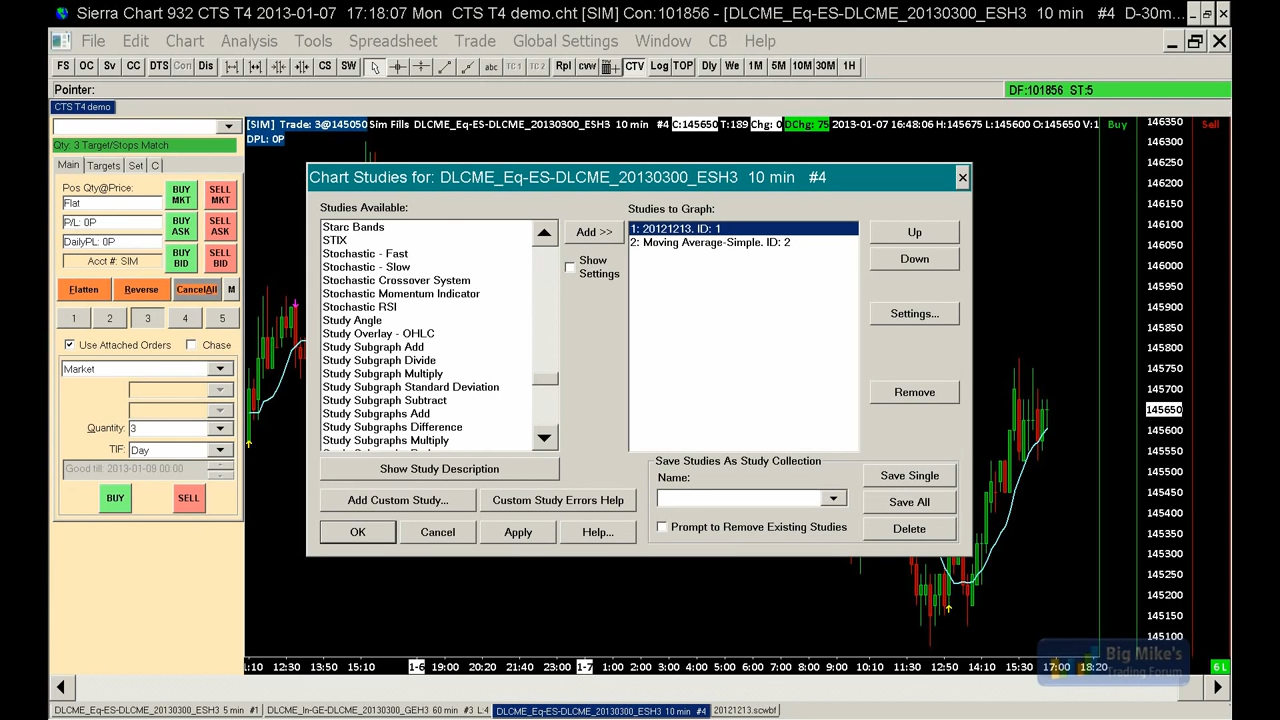 Sierra Chart 932 CTS T4 2013-01-07 17:18:07 Mon CTS T4 demo.cht [SIM] Con:101856 - [DLCME_Eq-ES-DLCME_20130300_ESH3 10 min #4 D-30m...
File Edit Chart Analysis Tools Spreadsheet Trade Global Settings Window CB Help
FS OC Sv CC DTS Con Dis CS SW abc TC 1 TC 2 Rpl cvw CTV Log TOP Dly We 1M 5M 10M 30M 1H
Pointer:
DF:101856 ST:5
CTS T4 demo
[SIM] Trade: 3@145050 Sim Fills DLCME_Eq-ES-DLCME_20130300_ESH3 10 min #4 C:145650 T:189 Chg: 0 DChg: 75 2013-01-07 16:48:06 H:145675 L:145600 O:145650 V:1 Buy Sell
DPL: 0P
Qty: 3 Target/Stops Match
Main Targets Set C
Pos Qty@Price:
Flat
P/L: 0P
DailyPL: 0P
Acct #: SIM
BUY MKT SELL MKT
BUY ASK SELL ASK
BUY BID SELL BID
Flatten Reverse CancelAll M
1 2 3 4 5
Use Attached Orders Chase
Market
Quantity: 3
TIF: Day
Good till: 2013-01-09 00:00
BUY SELL
Chart Studies for: DLCME_Eq-ES-DLCME_20130300_ESH3 10 min #4
Studies Available:
Starc Bands
STIX
Stochastic - Fast
Stochastic - Slow
Stochastic Crossover System
Stochastic Momentum Indicator
Stochastic RSI
Study Angle
Study Overlay - OHLC
Study Subgraph Add
Study Subgraph Divide
Study Subgraph Multiply
Study Subgraph Standard Deviation
Study Subgraph Subtract
Study Subgraphs Add
Study Subgraphs Difference
Study Subgraphs Multiply
Add >>
Show Settings
Studies to Graph:
1: 20121213. ID: 1
2: Moving Average-Simple. ID: 2
Up
Down
Settings...
Remove
Show Study Description
Add Custom Study... Custom Study Errors Help
OK Cancel Apply Help...
Save Studies As Study Collection
Name:
Prompt to Remove Existing Studies
Save Single
Save All
Delete
146350
146250
146200
146150
146100
146050
146000
145950
145900
145850
145800
145750
145700
145650
145600
145550
145500
145450
145400
145350
145300
145250
145200
145150
145100
:10 12:30 13:50 15:10 1-6 19:00 20:20 21:40 23:00 1-7 1:00 2:20 3:40 5:00 6:20 7:40 9:00 10:10 11:30 12:50 14:10 15:30 17:00 18:20 6 L
Big Mike's
Trading Forum
DLCME_Eq-ES-DLCME_20130300_ESH3 5 min #1 DLCME_In-GE-DLCME_20130300_GEH3 60 min #3 L:4 DLCME_Eq-ES-DLCME_20130300_ESH3 10 min #4 20121213.scwbf